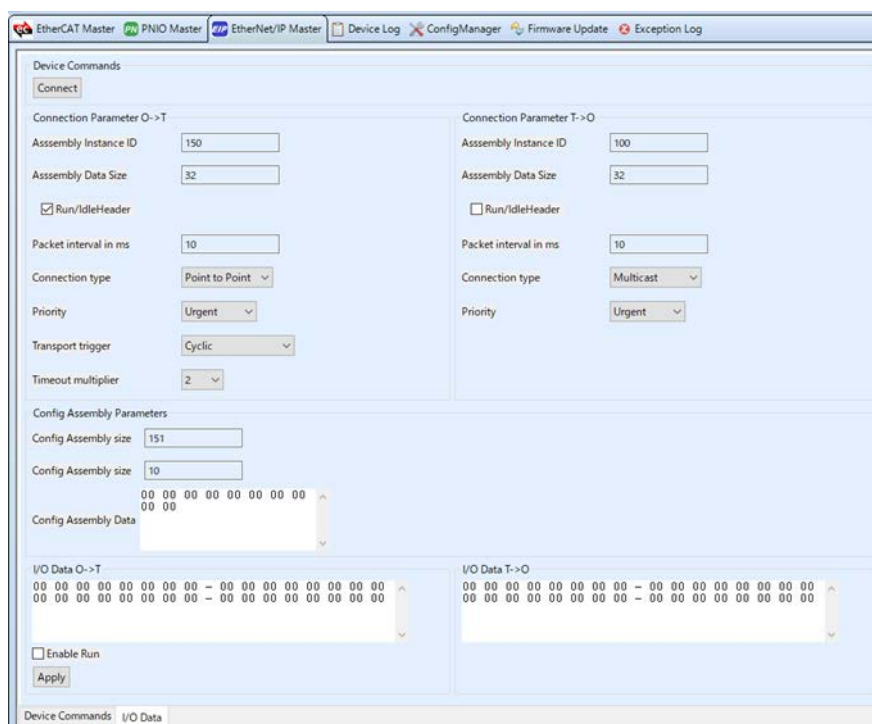 EtherCAT Master PNIO Master EtherNet/IP Master Device Log ConfigManager Firmware Update Exception Log
Device Commands
Connect
Connection Parameter O->T
Asssembly Instance ID 150
Asssembly Data Size 32
Run/IdleHeader
Packet interval in ms 10
Connection type Point to Point
Priority Urgent
Transport trigger Cyclic
Timeout multiplier 2
Connection Parameter T->O
Asssembly Instance ID 100
Asssembly Data Size 32
Run/IdleHeader
Packet interval in ms 10
Connection type Multicast
Priority Urgent
Config Assembly Parameters
Config Assembly size 151
Config Assembly size 10
Config Assembly Data
00 00 00 00 00 00 00 00
00 00
I/O Data O->T
00 00 00 00 00 00 00 00 – 00 00 00 00 00 00 00 00
00 00 00 00 00 00 00 00 – 00 00 00 00 00 00 00 00
Enable Run
Apply
I/O Data T->O
00 00 00 00 00 00 00 00 – 00 00 00 00 00 00 00 00
00 00 00 00 00 00 00 00 – 00 00 00 00 00 00 00 00
Device Commands I/O Data